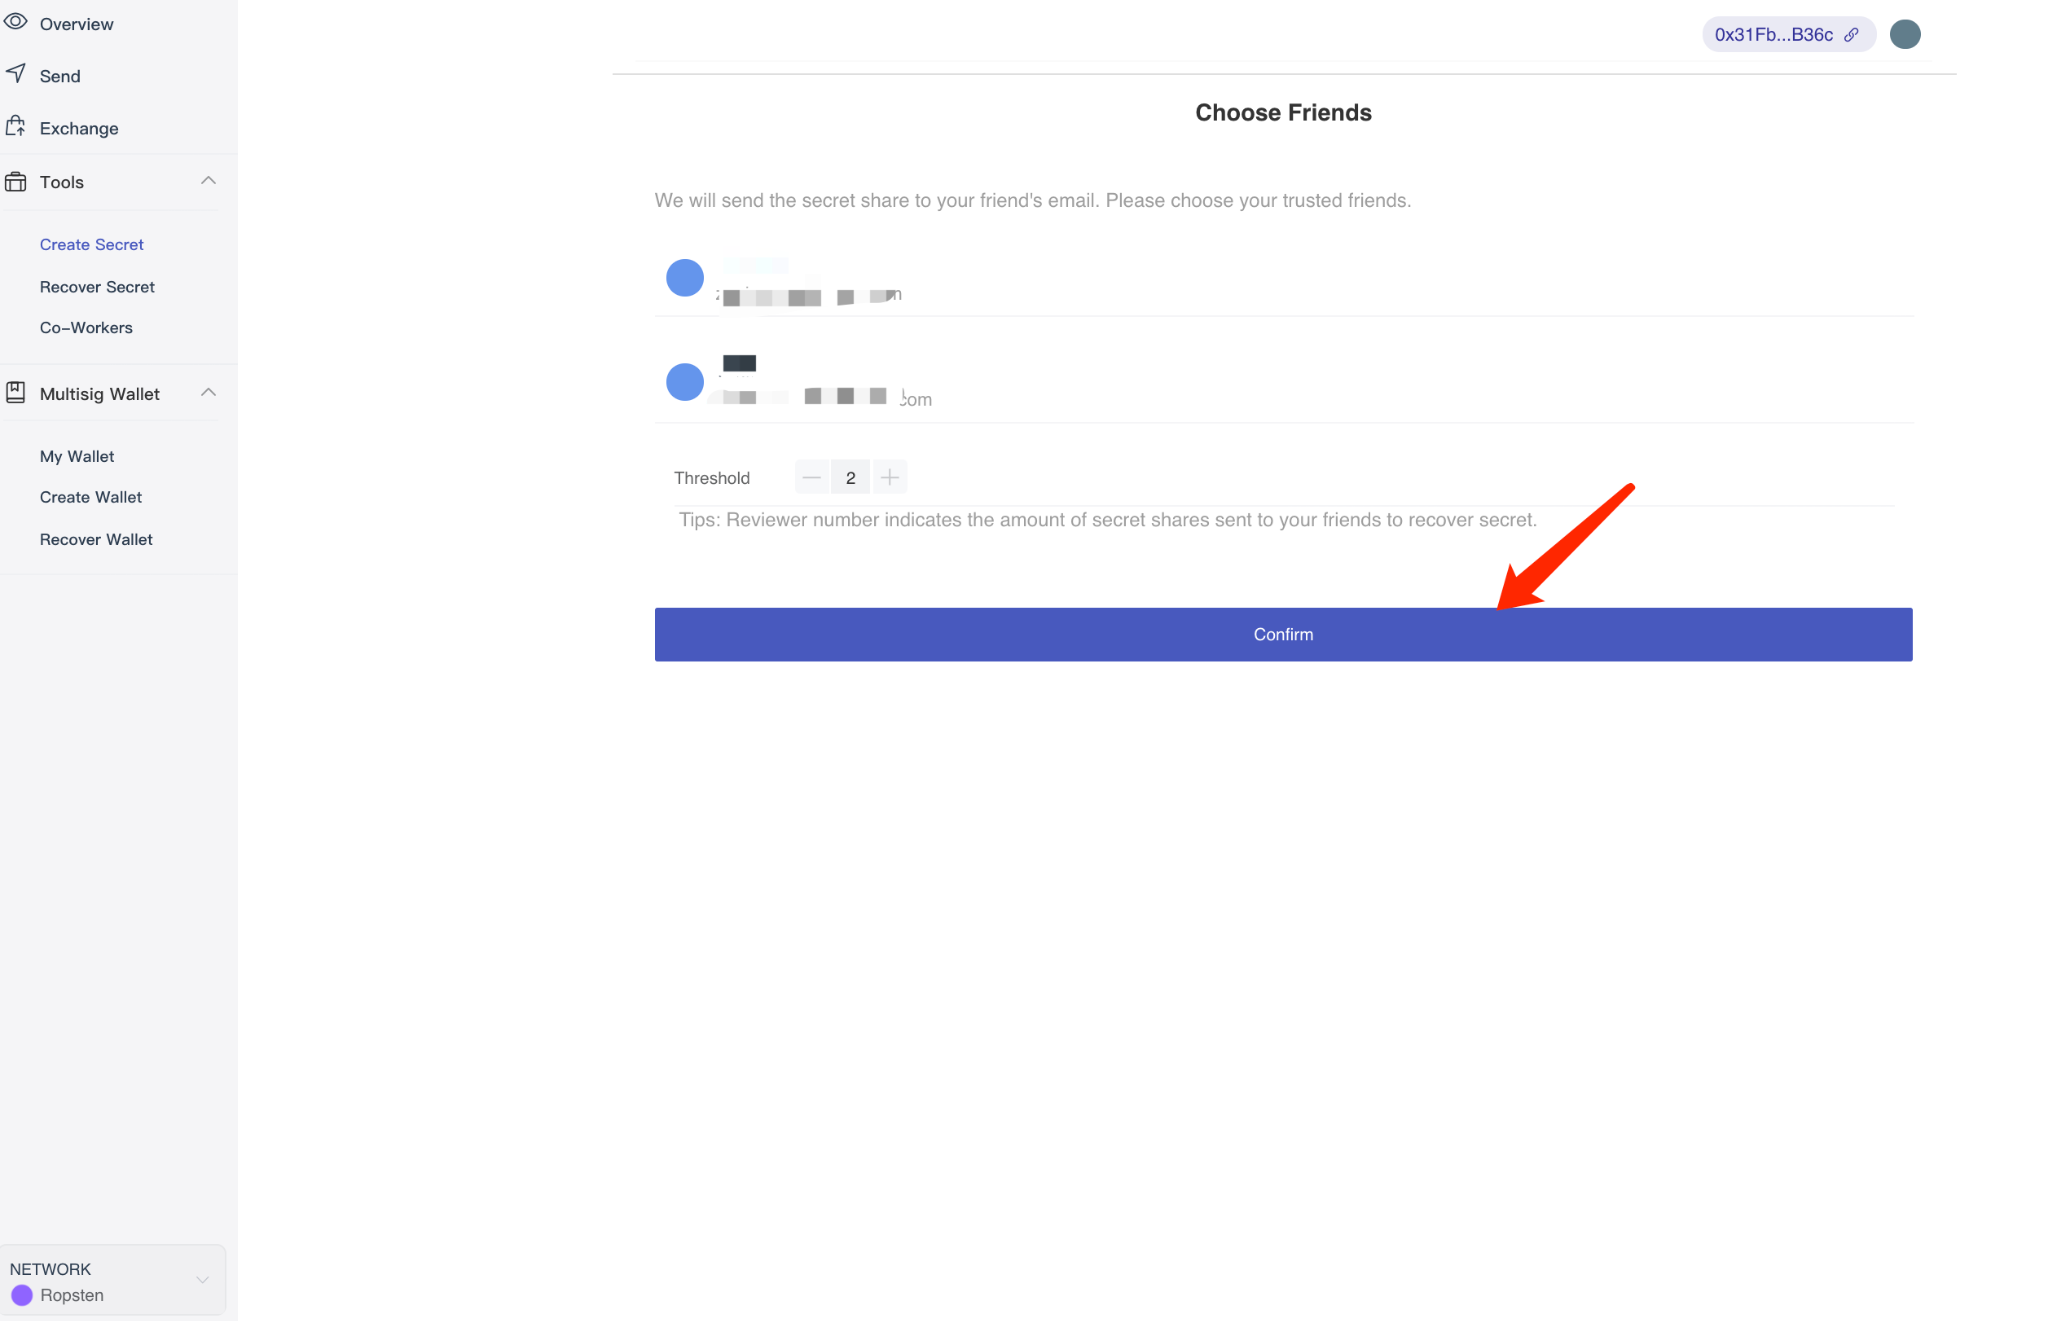 Overview
Send
Exchange
Tools
Create Secret
Recover Secret
Co-Workers
Multisig Wallet
My Wallet
Create Wallet
Recover Wallet
NETWORK
Ropsten
0x31Fb...B36c
Choose Friends
We will send the secret share to your friend's email. Please choose your trusted friends.
.com
Threshold
2
Tips: Reviewer number indicates the amount of secret shares sent to your friends to recover secret.
Confirm